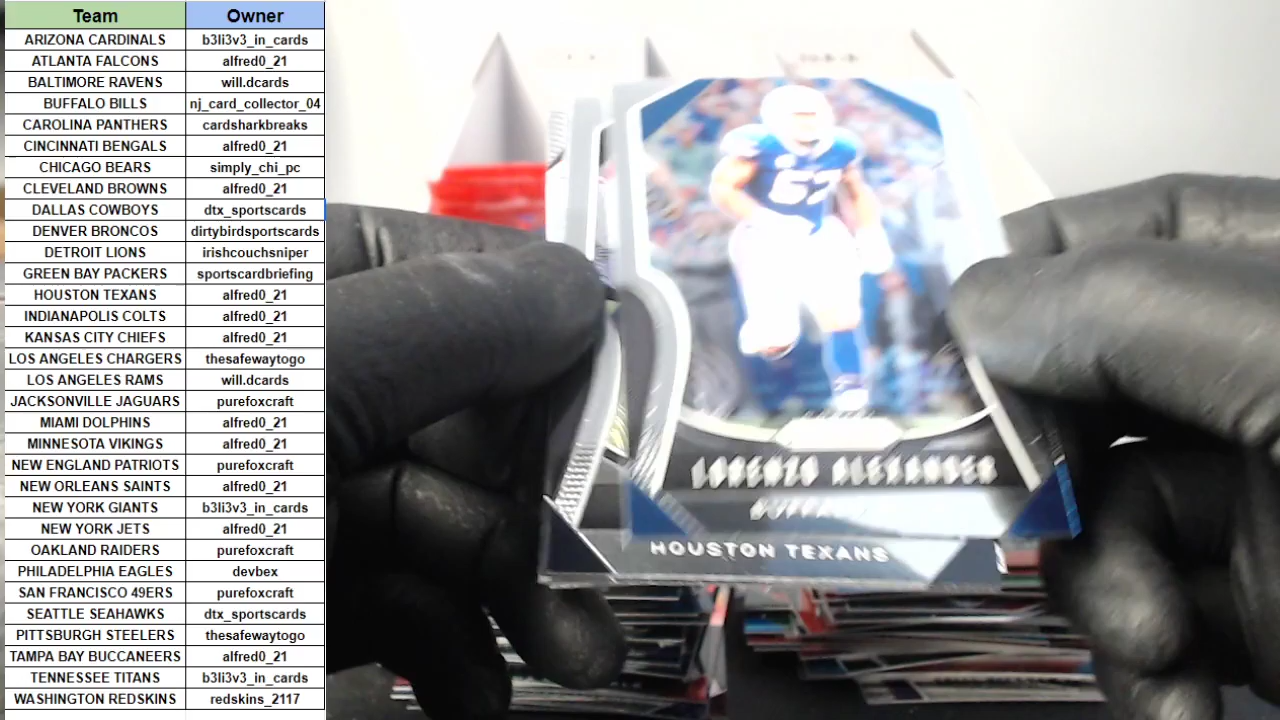 Team Owner
ARIZONA CARDINALS b3li3v3_in_cards
ATLANTA FALCONS alfred0_21
BALTIMORE RAVENS will.dcards
BUFFALO BILLS nj_card_collector_04
CAROLINA PANTHERS cardsharkbreaks
CINCINNATI BENGALS alfred0_21
CHICAGO BEARS simply_chi_pc
CLEVELAND BROWNS alfred0_21
DALLAS COWBOYS dtx_sportscards
DENVER BRONCOS dirtybirdsportscards
DETROIT LIONS irishcouchsniper
GREEN BAY PACKERS sportscardbriefing
HOUSTON TEXANS alfred0_21
INDIANAPOLIS COLTS alfred0_21
KANSAS CITY CHIEFS alfred0_21
LOS ANGELES CHARGERS thesafewaytogo
LOS ANGELES RAMS will.dcards
JACKSONVILLE JAGUARS purefoxcraft
MIAMI DOLPHINS alfred0_21
MINNESOTA VIKINGS alfred0_21
NEW ENGLAND PATRIOTS purefoxcraft
NEW ORLEANS SAINTS alfred0_21
NEW YORK GIANTS b3li3v3_in_cards
NEW YORK JETS alfred0_21
OAKLAND RAIDERS purefoxcraft
PHILADELPHIA EAGLES devbex
SAN FRANCISCO 49ERS purefoxcraft
SEATTLE SEAHAWKS dtx_sportscards
PITTSBURGH STEELERS thesafewaytogo
TAMPA BAY BUCCANEERS alfred0_21
TENNESSEE TITANS b3li3v3_in_cards
WASHINGTON REDSKINS redskins_2117
57
LORENZO ALEXANDER
HOUSTON TEXANS